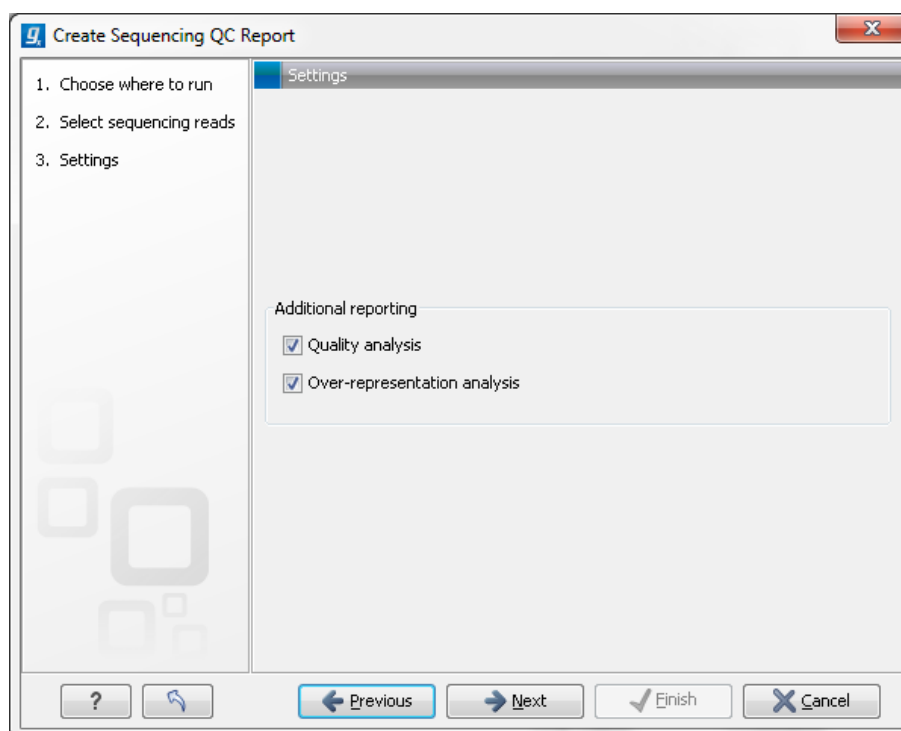 Create Sequencing QC Report
1. Choose where to run
2. Select sequencing reads
3. Settings
Settings
Additional reporting
Quality analysis
Over-representation analysis
?
Previous
Next
Finish
Cancel